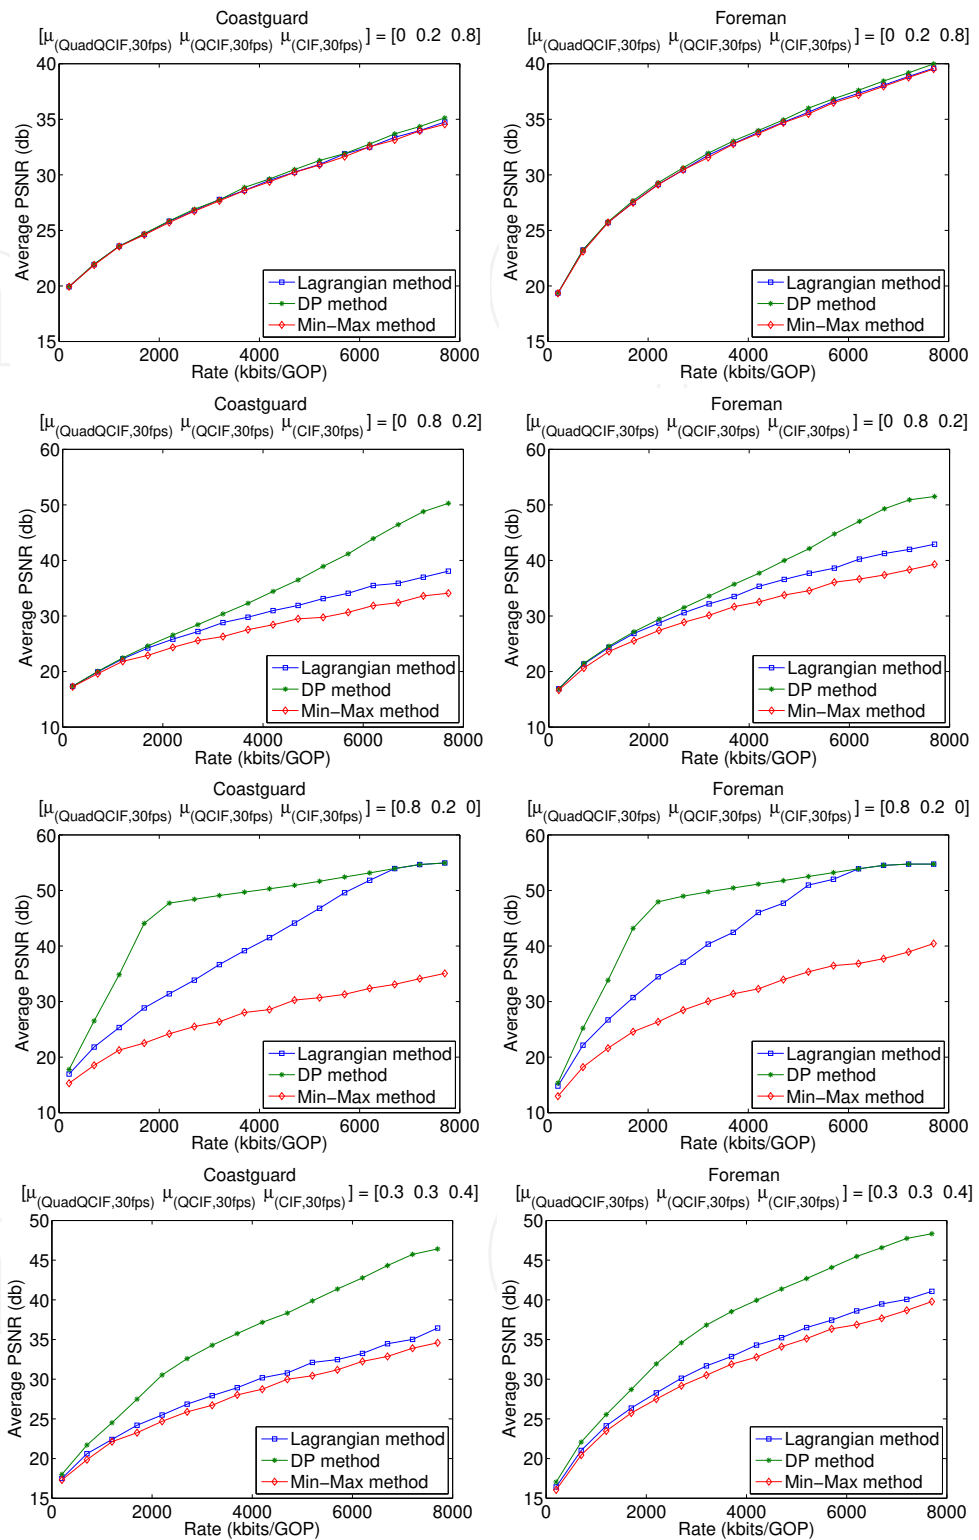 Coastguard
[μ(QuadQCIF,30fps) μ(QCIF,30fps) μ(CIF,30fps)] = [0 0.2 0.8]
40
35
30
25
20
15
Average PSNR (db)
Lagrangian method
DP method
Min-Max method
0 2000 4000 6000 8000
Rate (kbits/GOP)
Foreman
[μ(QuadQCIF,30fps) μ(QCIF,30fps) μ(CIF,30fps)] = [0 0.2 0.8]
40
35
30
25
20
15
Average PSNR (db)
Lagrangian method
DP method
Min-Max method
0 2000 4000 6000 8000
Rate (kbits/GOP)
Coastguard
[μ(QuadQCIF,30fps) μ(QCIF,30fps) μ(CIF,30fps)] = [0 0.8 0.2]
60
50
40
30
20
10
Average PSNR (db)
Lagrangian method
DP method
Min-Max method
0 2000 4000 6000 8000
Rate (kbits/GOP)
Foreman
[μ(QuadQCIF,30fps) μ(QCIF,30fps) μ(CIF,30fps)] = [0 0.8 0.2]
60
50
40
30
20
10
Average PSNR (db)
Lagrangian method
DP method
Min-Max method
0 2000 4000 6000 8000
Rate (kbits/GOP)
Coastguard
[μ(QuadQCIF,30fps) μ(QCIF,30fps) μ(CIF,30fps)] = [0.8 0.2 0]
60
50
40
30
20
10
Average PSNR (db)
Lagrangian method
DP method
Min-Max method
0 2000 4000 6000 8000
Rate (kbits/GOP)
Foreman
[μ(QuadQCIF,30fps) μ(QCIF,30fps) μ(CIF,30fps)] = [0.8 0.2 0]
60
50
40
30
20
10
Average PSNR (db)
Lagrangian method
DP method
Min-Max method
0 2000 4000 6000 8000
Rate (kbits/GOP)
Coastguard
[μ(QuadQCIF,30fps) μ(QCIF,30fps) μ(CIF,30fps)] = [0.3 0.3 0.4]
50
45
40
35
30
25
20
15
Average PSNR (db)
Lagrangian method
DP method
Min-Max method
0 2000 4000 6000 8000
Rate (kbits/GOP)
Foreman
[μ(QuadQCIF,30fps) μ(QCIF,30fps) μ(CIF,30fps)] = [0.3 0.3 0.4]
50
45
40
35
30
25
20
15
Average PSNR (db)
Lagrangian method
DP method
Min-Max method
0 2000 4000 6000 8000
Rate (kbits/GOP)